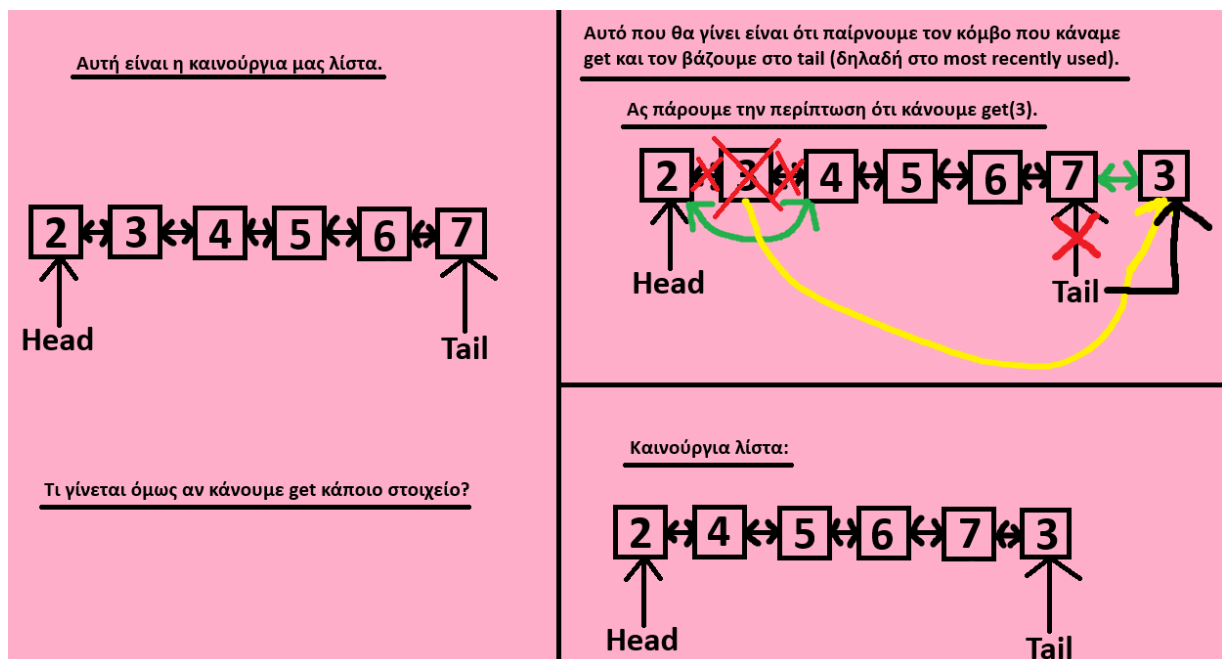 Αυτή είναι η καινούργια μας λίστα.
2 3 4 5 6 7
Head
Tail
Τι γίνεται όμως αν κάνουμε get κάποιο στοιχείο?
Αυτό που θα γίνει είναι ότι παίρνουμε τον κόμβο που κάναμε
get και τον βάζουμε στο tail (δηλαδή στο most recently used).
Ας πάρουμε την περίπτωση ότι κάνουμε get(3).
2 3 4 5 6 7 3
Head
Tail
Καινούργια λίστα:
2 4 5 6 7 3
Head
Tail